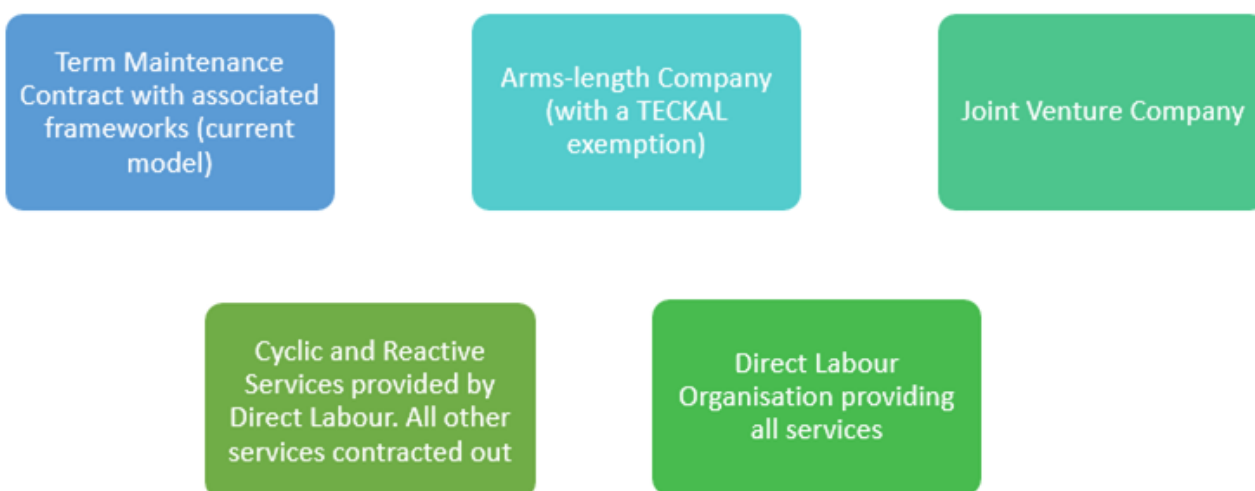 Term Maintenance
Contract with associated
frameworks (current
model)
Arms-length Company
(with a TECKAL
exemption)
Joint Venture Company
Cyclic and Reactive
Services provided by
Direct Labour. All other
services contracted out
Direct Labour
Organisation providing
all services